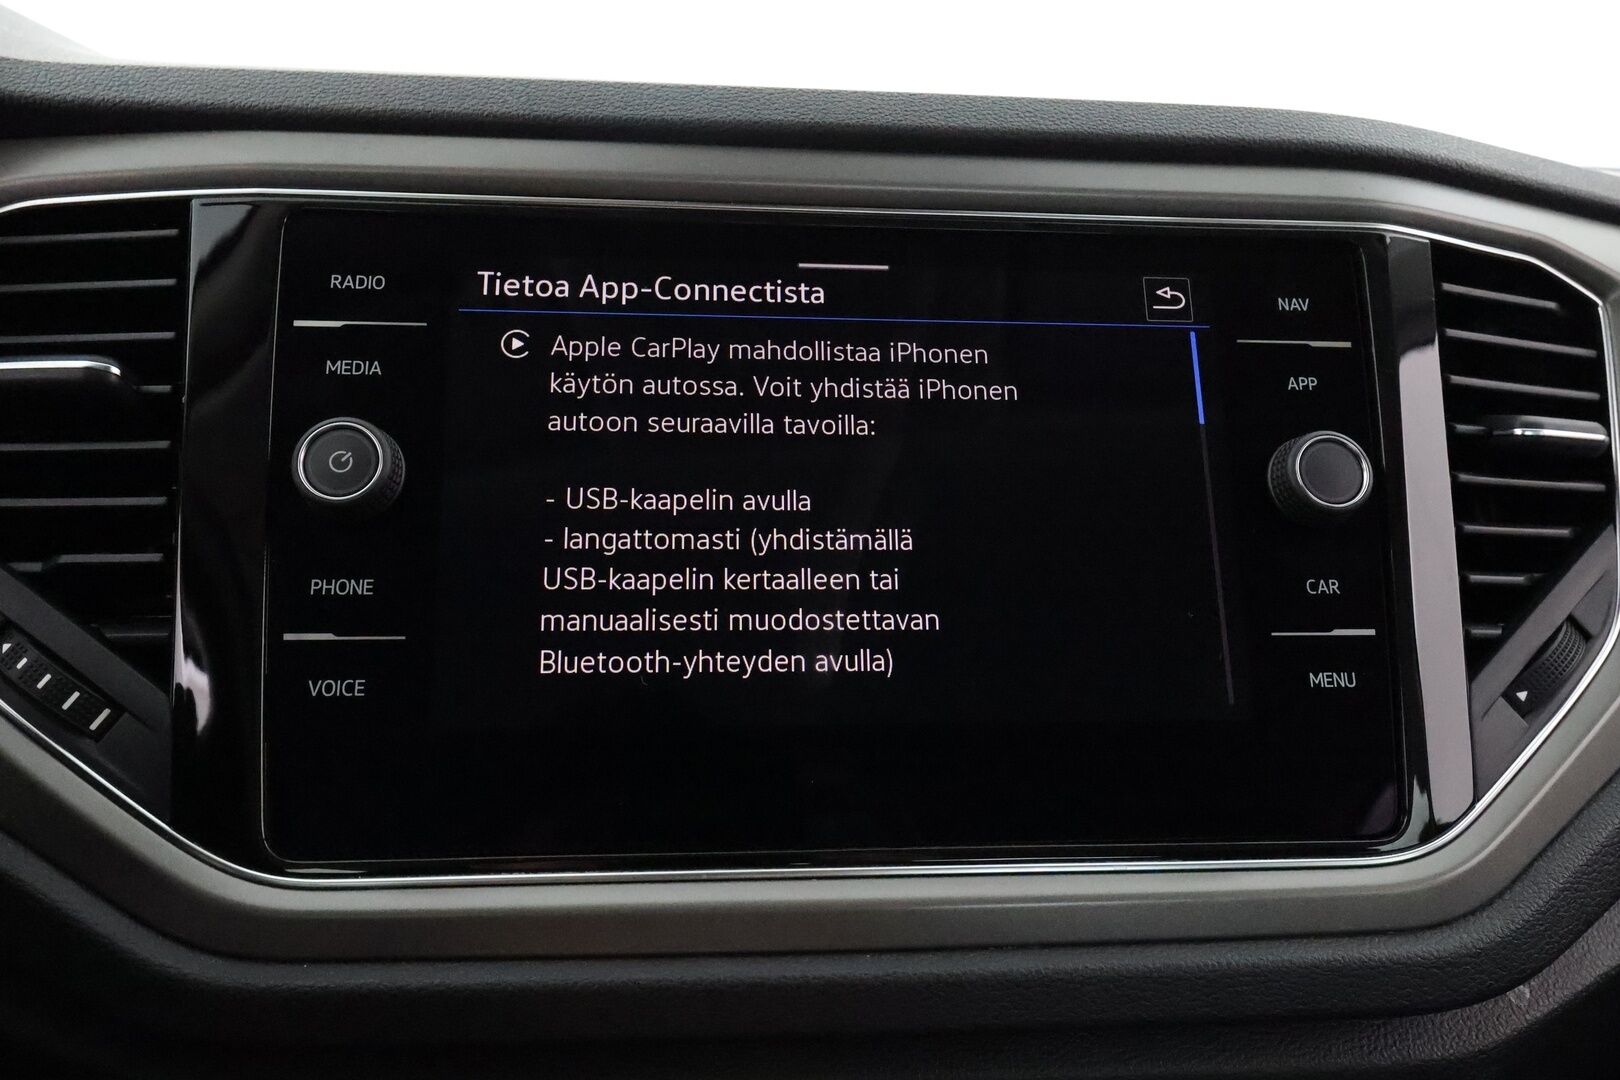 RADIO
MEDIA
PHONE
VOICE
Tietoa App-Connectista
Apple CarPlay mahdollistaa iPhonen
käytön autossa. Voit yhdistää iPhonen
autoon seuraavilla tavoilla:
- USB-kaapelin avulla
- langattomasti (yhdistämällä
USB-kaapelin kertaalleen tai
manuaalisesti muodostettavan
Bluetooth-yhteyden avulla)
NAV
APP
CAR
MENU